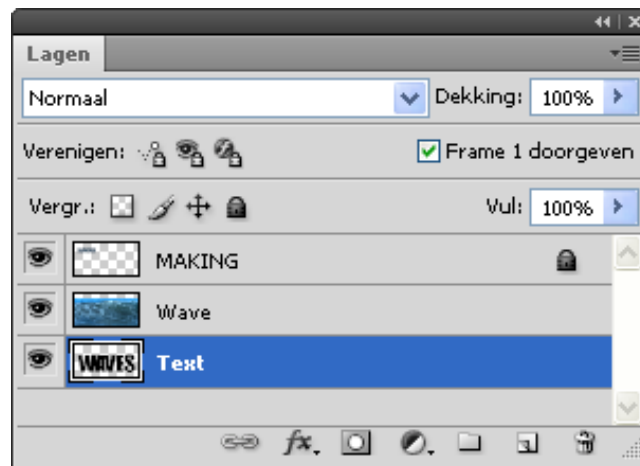 Lagen
Normaal Dekking: 100%
Verenigen: Frame 1 doorgeven
Vergr.: Vul: 100%
MAKING
Wave
WAVES Text
fx.